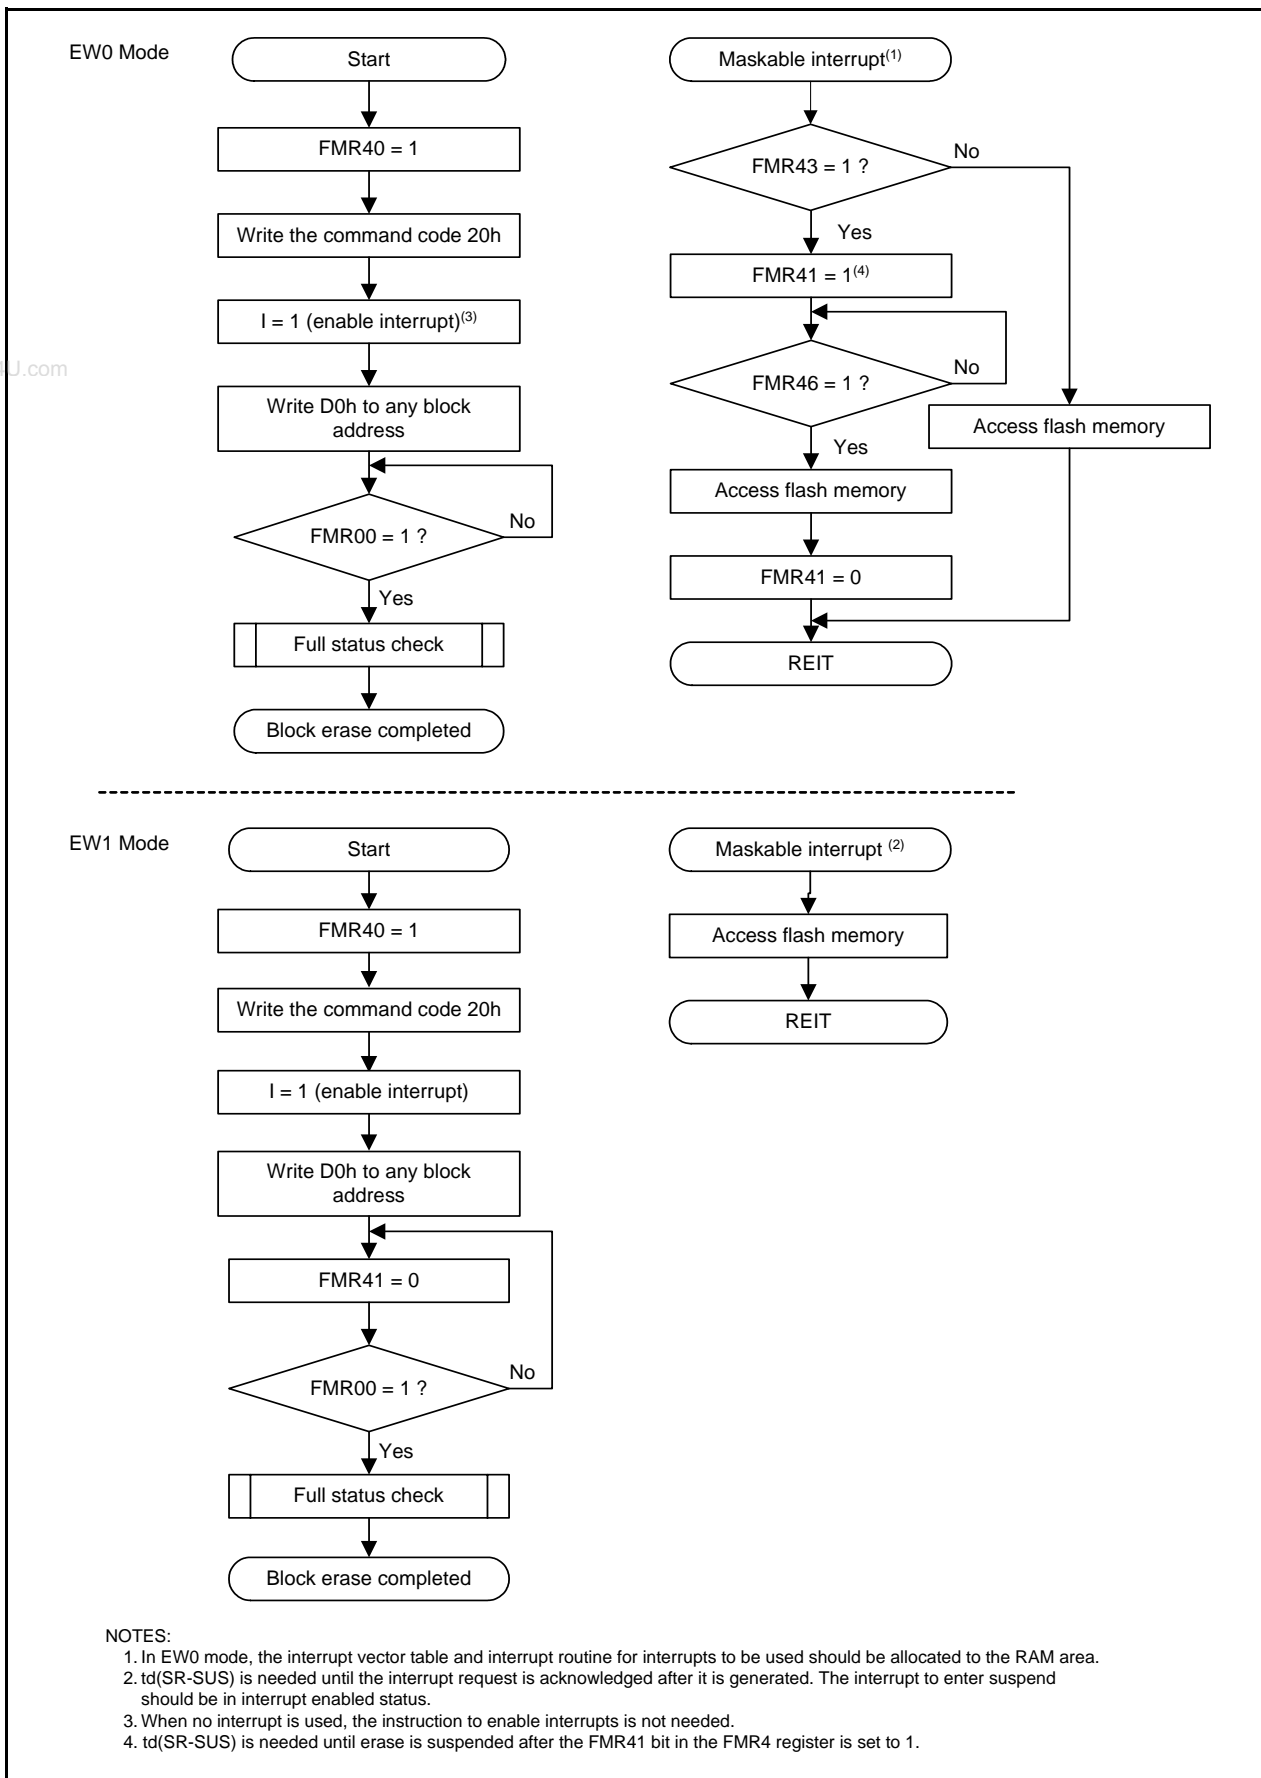 EW0 Mode
Start
FMR40 = 1
Write the command code 20h
I = 1 (enable interrupt)(3)
Write D0h to any block
address
FMR00 = 1 ?
No
Yes
Full status check
Block erase completed
Maskable interrupt(1)
FMR43 = 1 ?
No
Yes
FMR41 = 1(4)
FMR46 = 1 ?
No
Yes
Access flash memory
Access flash memory
FMR41 = 0
REIT
4U.com
EW1 Mode
Start
FMR40 = 1
Write the command code 20h
I = 1 (enable interrupt)
Write D0h to any block
address
FMR41 = 0
FMR00 = 1 ?
No
Yes
Full status check
Block erase completed
Maskable interrupt (2)
Access flash memory
REIT
NOTES:
1. In EW0 mode, the interrupt vector table and interrupt routine for interrupts to be used should be allocated to the RAM area.
2. td(SR-SUS) is needed until the interrupt request is acknowledged after it is generated. The interrupt to enter suspend
should be in interrupt enabled status.
3. When no interrupt is used, the instruction to enable interrupts is not needed.
4. td(SR-SUS) is needed until erase is suspended after the FMR41 bit in the FMR4 register is set to 1.